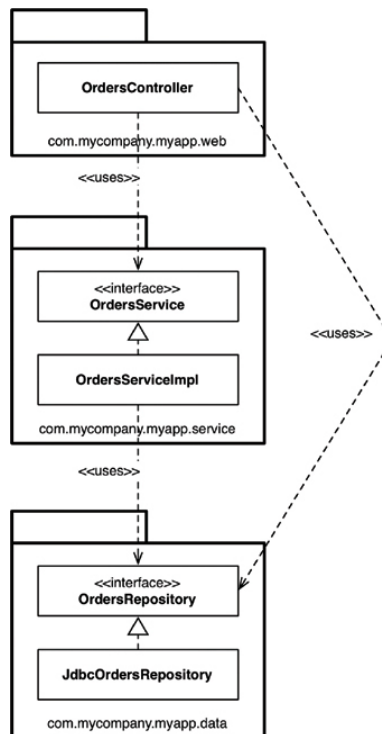 OrdersController
com.mycompany.myapp.web
<<uses>>
<<interface>>
OrdersService
<<uses>>
OrdersServiceImpl
com.mycompany.myapp.service
<<uses>>
<<interface>>
OrdersRepository
JdbcOrdersRepository
com.mycompany.myapp.data